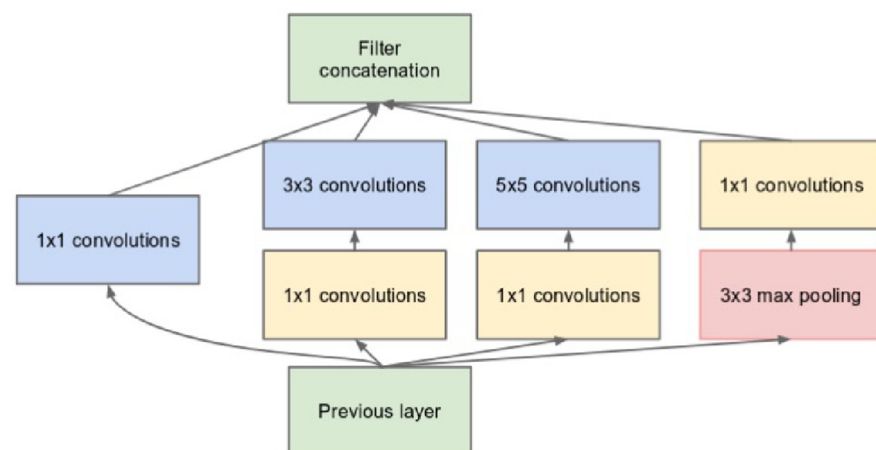 Filter
concatenation
3x3 convolutions
5x5 convolutions
1x1 convolutions
1x1 convolutions
1x1 convolutions
1x1 convolutions
3x3 max pooling
Previous layer